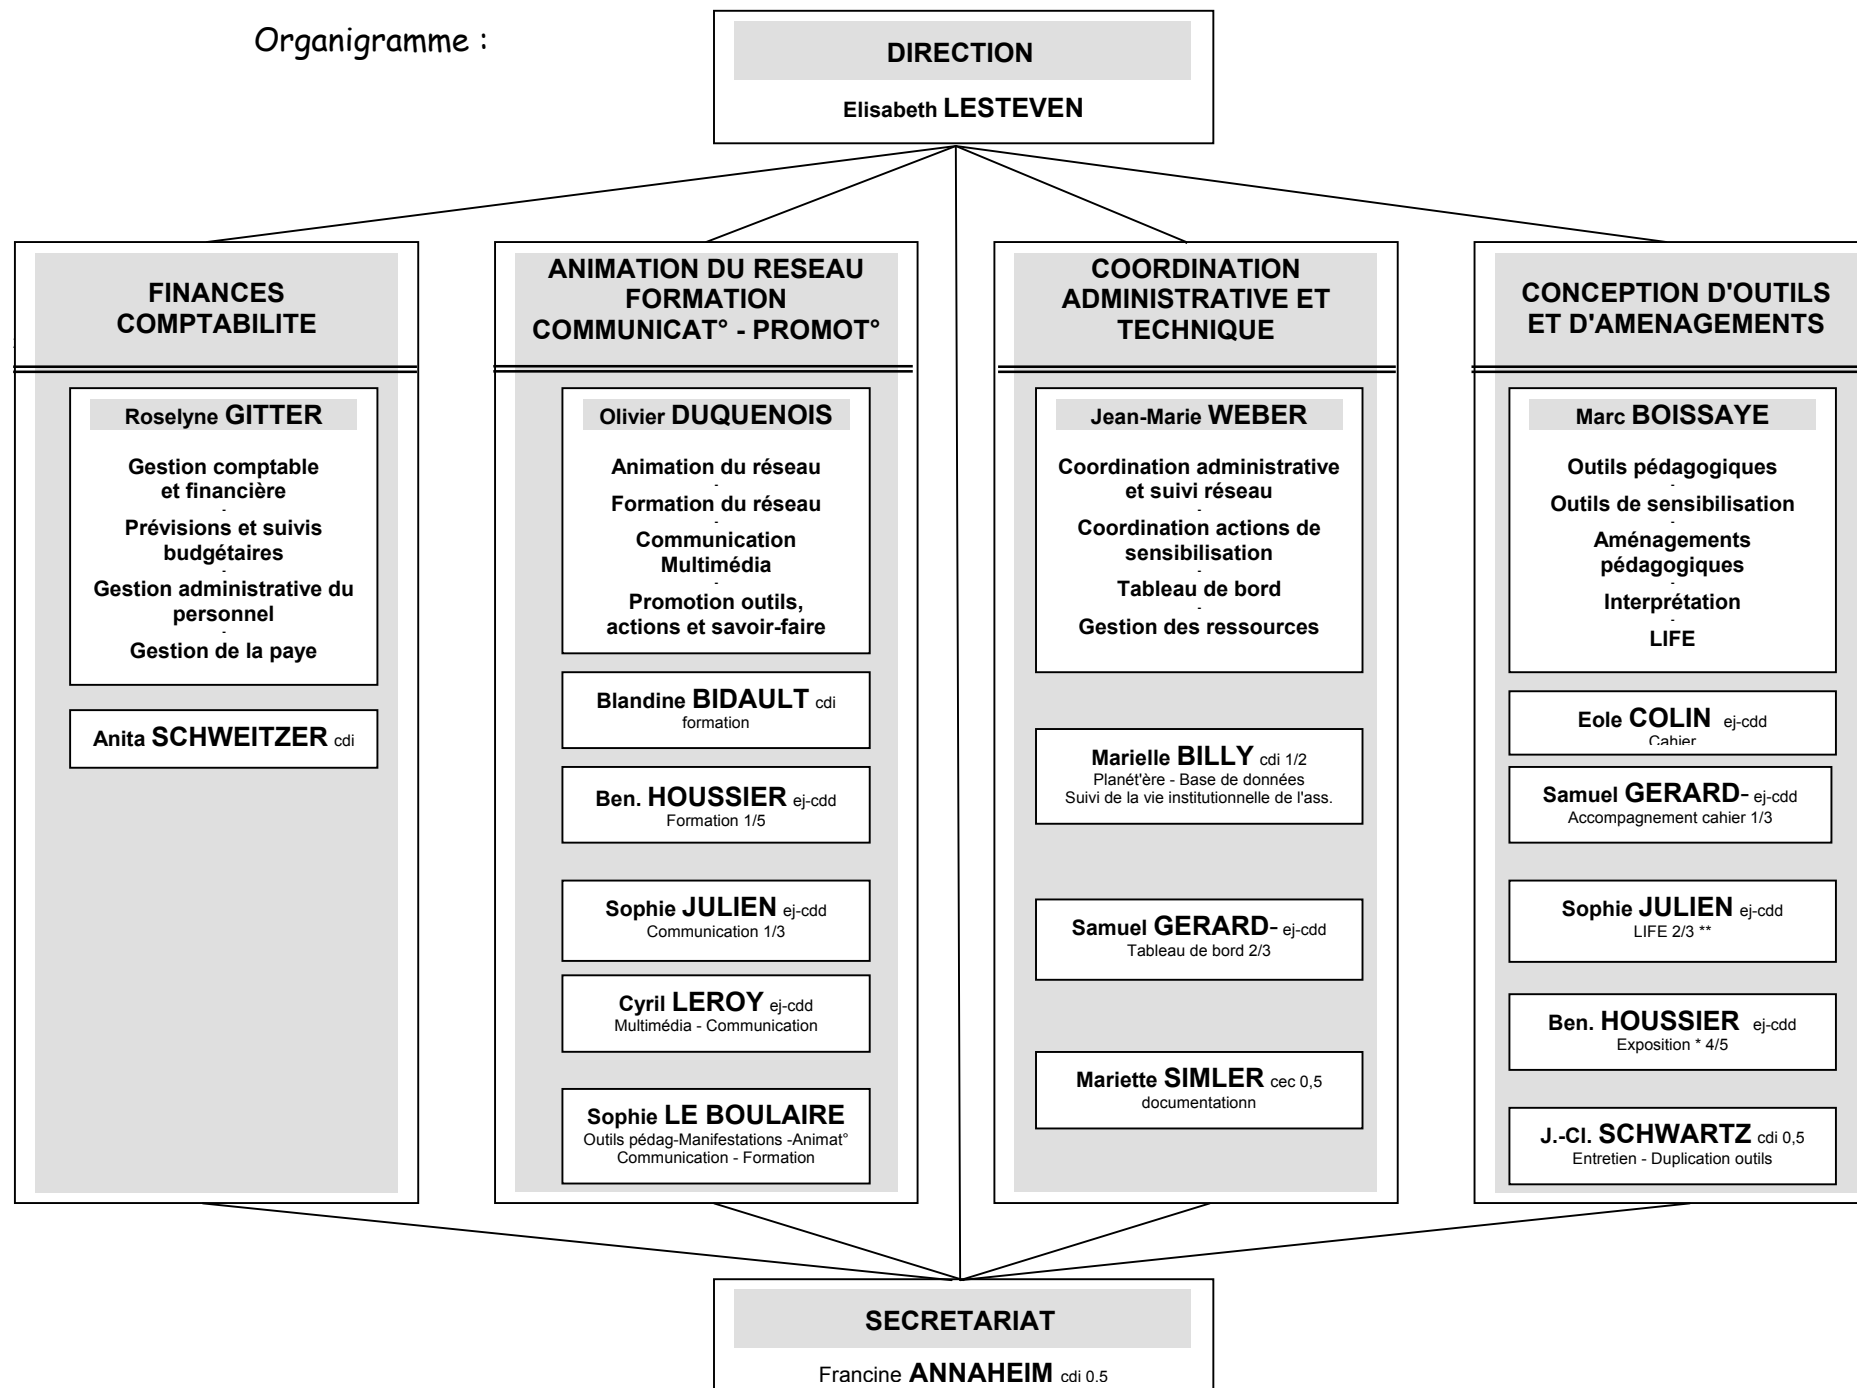 Organigramme :
DIRECTION
Elisabeth LESTEVEN
FINANCES
COMPTABILITE
Roselyne GITTER
Gestion comptable
et financière
-
Prévisions et suivis
budgétaires
-
Gestion administrative du
personnel
-
Gestion de la paye
Anita SCHWEITZER cdi
ANIMATION DU RESEAU
FORMATION
COMMUNICAT° - PROMOT°
Olivier DUQUENOIS
Animation du réseau
-
Formation du réseau
-
Communication
Multimédia
-
Promotion outils,
actions et savoir-faire
Blandine BIDAULT cdi
formation
Ben. HOUSSIER ej-cdd
Formation 1/5
Sophie JULIEN ej-cdd
Communication 1/3
Cyril LEROY ej-cdd
Multimédia - Communication
Sophie LE BOULAIRE
Outils pédag-Manifestations -Animat°
Communication - Formation
COORDINATION
ADMINISTRATIVE ET
TECHNIQUE
Jean-Marie WEBER
Coordination administrative
et suivi réseau
-
Coordination actions de
sensibilisation
-
Tableau de bord
-
Gestion des ressources
Marielle BILLY cdi 1/2
Planét'ère - Base de données
Suivi de la vie institutionnelle de l'ass.
Samuel GERARD- ej-cdd
Tableau de bord 2/3
Mariette SIMLER cec 0,5
documentationn
CONCEPTION D'OUTILS
ET D'AMENAGEMENTS
Marc BOISSAYE
Outils pédagogiques
-
Outils de sensibilisation
-
Aménagements
pédagogiques
-
Interprétation
-
LIFE
Eole COLIN ej-cdd
Cahier
Samuel GERARD- ej-cdd
Accompagnement cahier 1/3
Sophie JULIEN ej-cdd
LIFE 2/3 **
Ben. HOUSSIER ej-cdd
Exposition * 4/5
J.-Cl. SCHWARTZ cdi 0,5
Entretien - Duplication outils
SECRETARIAT
Francine ANNAHEIM cdi 0.5